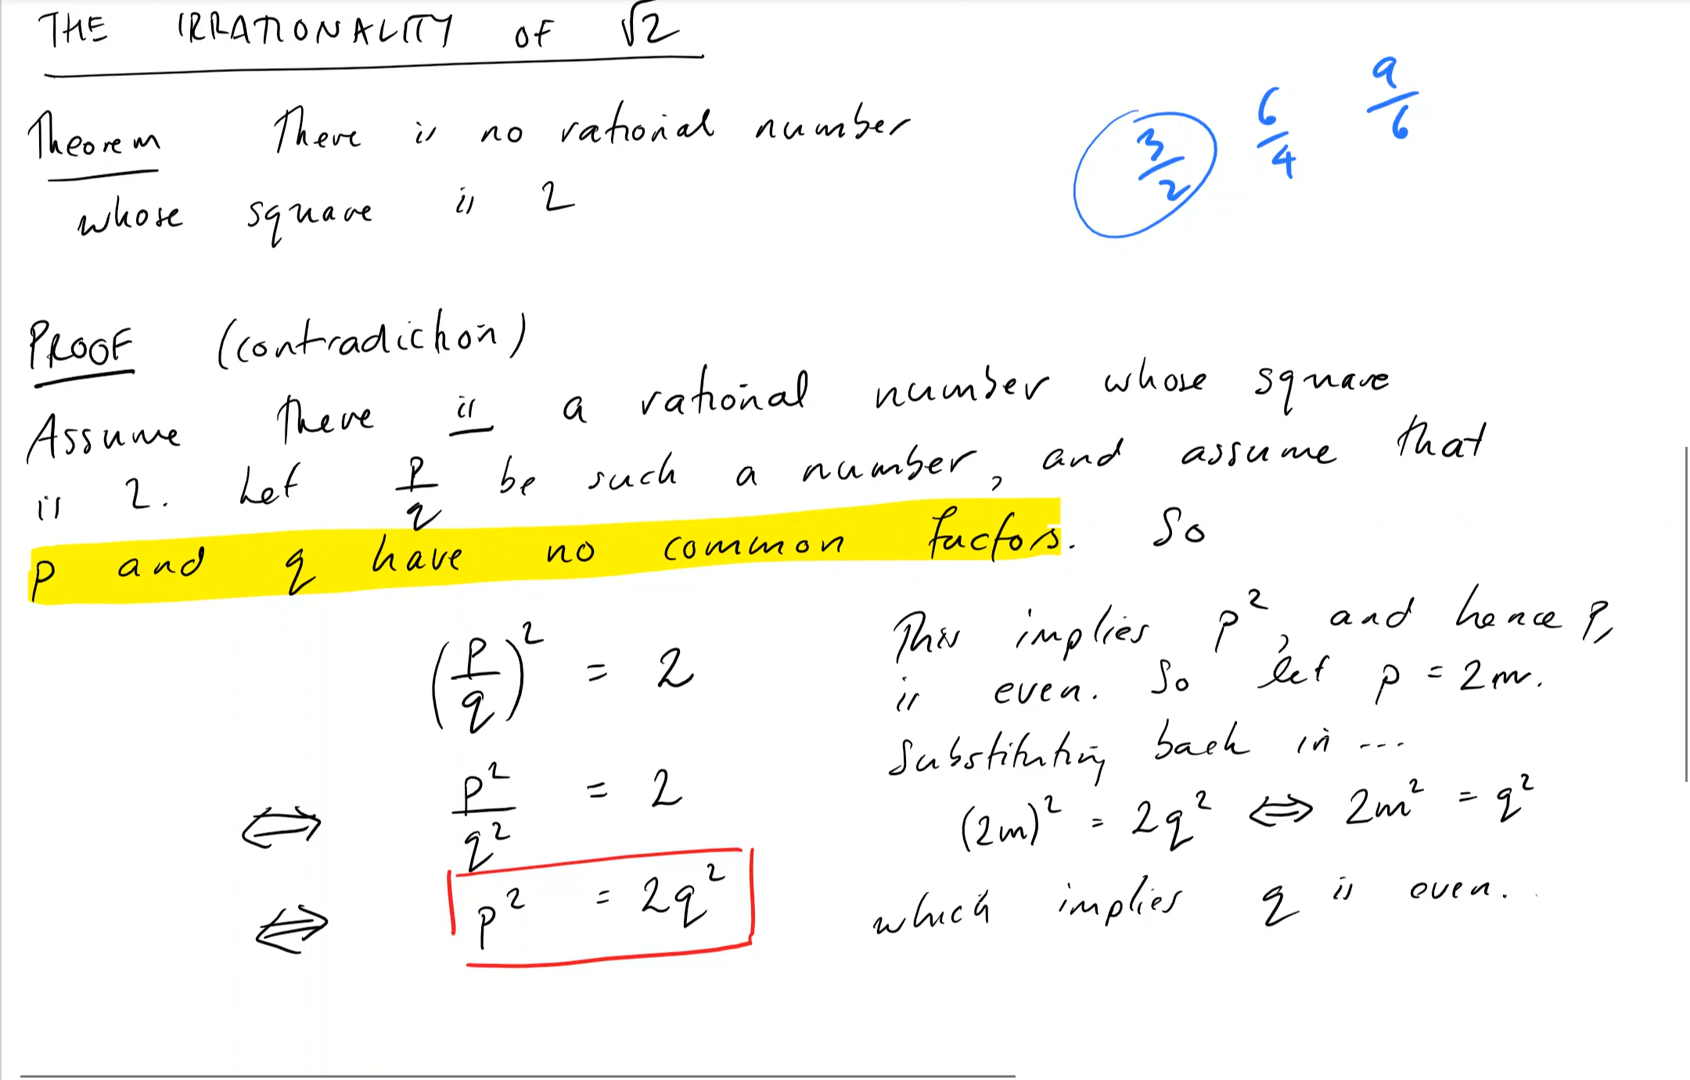 THE IRRATIONALITY OF √2
Theorem There is no rational number
whose square is 2
3/2 6/4 9/6
PROOF (contradiction)
Assume there is a rational number whose square
is 2. Let p/q be such a number, and assume that
p and q have no common factors. So
(p/q)² = 2
⇔ p²/q² = 2
⇔ p² = 2q²
This implies p², and hence p,
is even. So let p = 2m.
Substituting back in ...
(2m)² = 2q² ⇔ 2m² = q²
which implies q is even.